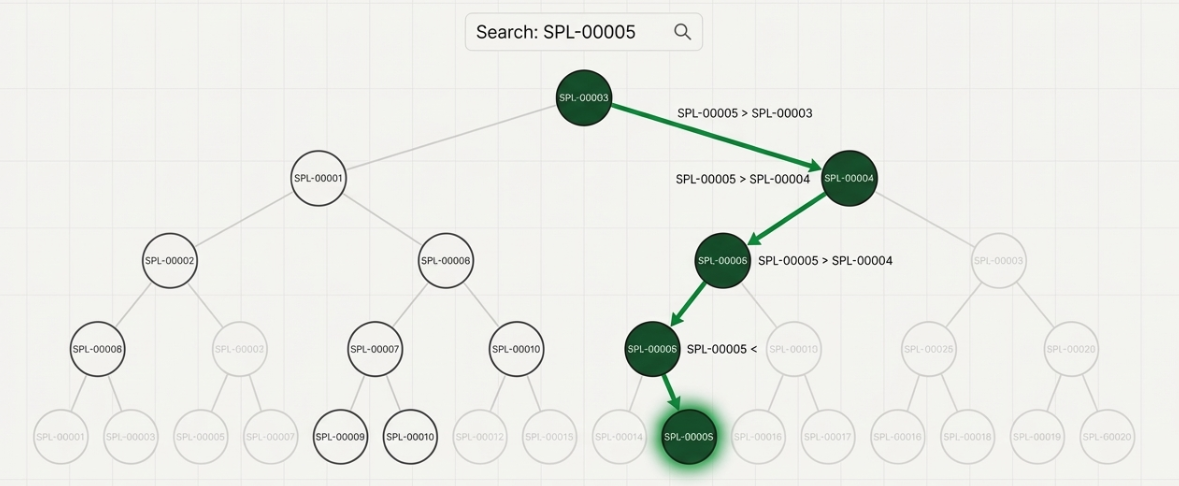 Search: SPL-00005
SPL-00003
SPL-00005 > SPL-00003
SPL-00001
SPL-00005 > SPL-00004
SPL-00004
SPL-00002
SPL-00006
SPL-00006
SPL-00005 > SPL-00004
SPL-00003
SPL-00008
SPL-00003
SPL-00007
SPL-00010
SPL-00006
SPL-00005 <
SPL-00010
SPL-00025
SPL-00020
SPL-00001
SPL-00003
SPL-00005
SPL-00007
SPL-00009
SPL-00010
SPL-00012
SPL-00015
SPL-00014
SPL-00005
SPL-00016
SPL-00017
SPL-00016
SPL-00018
SPL-00019
SPL-60020